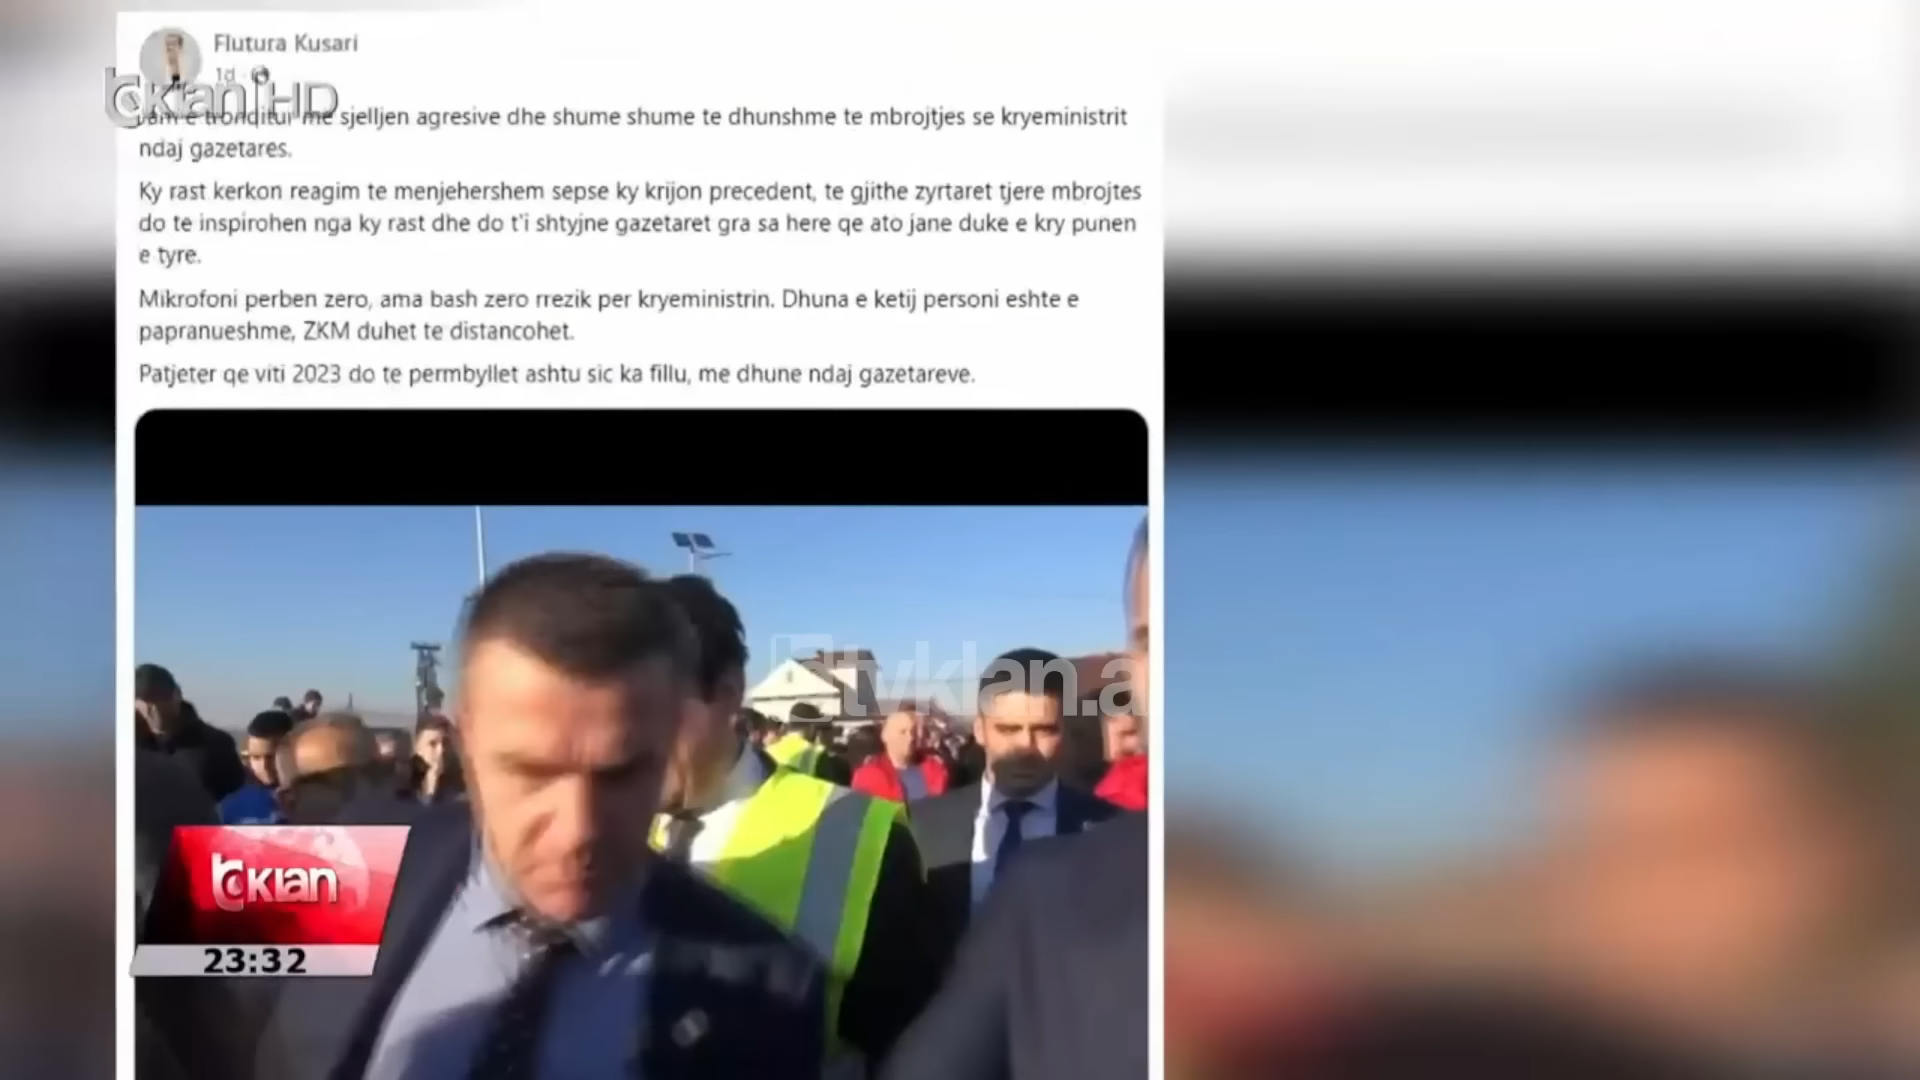 Flutura Kusari
1d
tvklan HD
Jam e tronditur me sjelljen agresive dhe shume shume te dhunshme te mbrojtjes se kryeministrit
ndaj gazetares.
Ky rast kerkon reagim te menjehershem sepse ky krijon precedent, te gjithe zyrtaret tjere mbrojtes
do te inspirohen nga ky rast dhe do t'i shtyjne gazetaret gra sa here qe ato jane duke e kry punen
e tyre.
Mikrofoni perben zero, ama bash zero rrezik per kryeministrin. Dhuna e ketij personi eshte e
papranueshme, ZKM duhet te distancohet.
Patjeter qe viti 2023 do te permbyllet ashtu sic ka fillu, me dhune ndaj gazetareve.
tvklan.a
tvklan
23:32